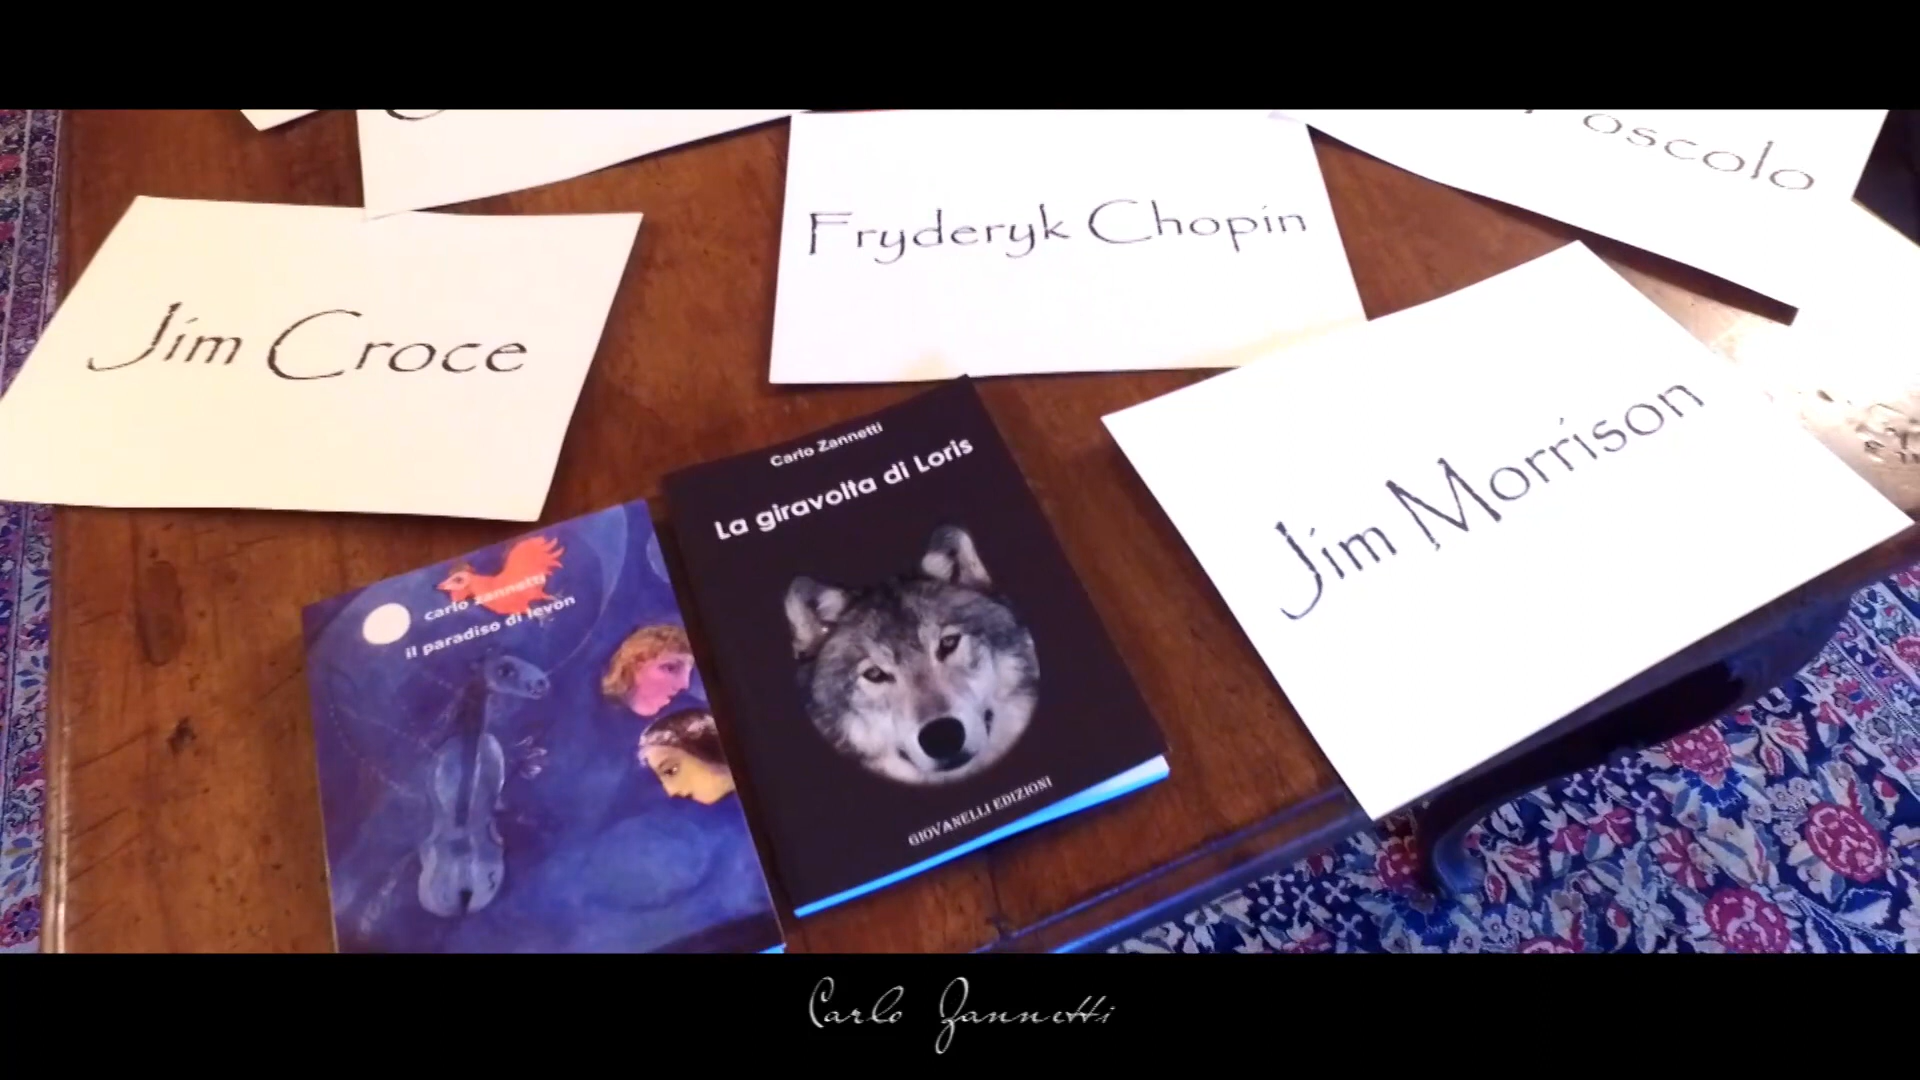 oscolo
Fryderyk Chopin
Jim Croce
Jim Morrison
Carlo Zannetti
La giravolta di Loris
GIOVANELLI EDIZIONI
carlo zannetti
il paradiso di levon
Carlo Zannetti